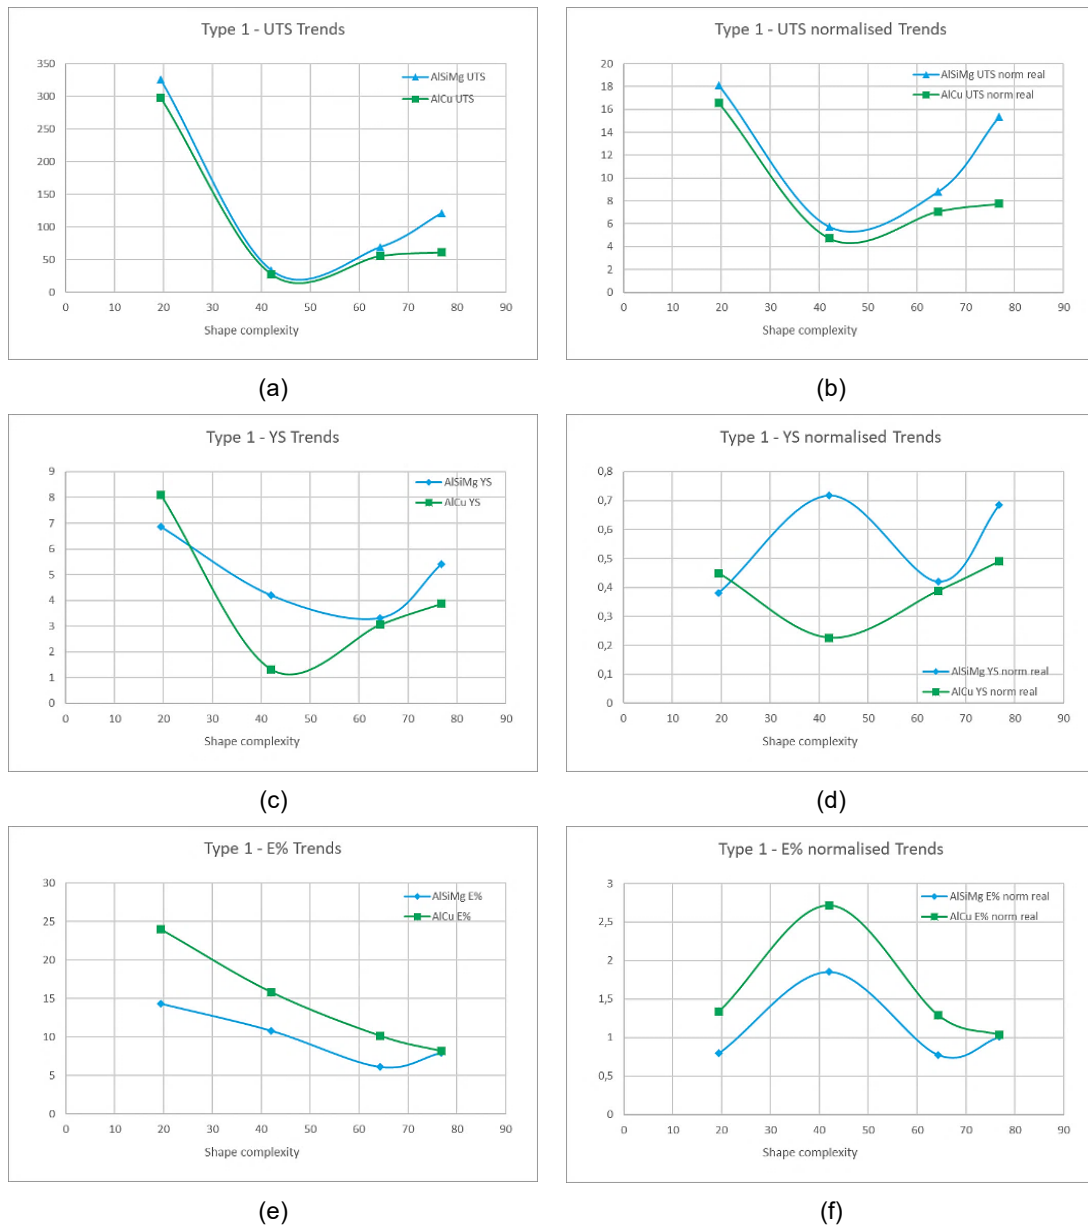 Type 1 - UTS Trends
350
300
250
200
150
100
50
0
0 10 20 30 40 50 60 70 80 90
Shape complexity
AlSiMg UTS
AlCu UTS
(a)
Type 1 - UTS normalised Trends
20
18
16
14
12
10
8
6
4
2
0
0 10 20 30 40 50 60 70 80 90
Shape complexity
AlSiMg UTS norm real
AlCu UTS norm real
(b)
Type 1 - YS Trends
9
8
7
6
5
4
3
2
1
0
0 10 20 30 40 50 60 70 80 90
Shape complexity
AlSiMg YS
AlCu YS
(c)
Type 1 - YS normalised Trends
0,8
0,7
0,6
0,5
0,4
0,3
0,2
0,1
0
0 10 20 30 40 50 60 70 80 90
Shape complexity
AlSiMg YS norm real
AlCu YS norm real
(d)
Type 1 - E% Trends
30
25
20
15
10
5
0
0 10 20 30 40 50 60 70 80 90
Shape complexity
AlSiMg E%
AlCu E%
(e)
Type 1 - E% normalised Trends
3
2,5
2
1,5
1
0,5
0
0 10 20 30 40 50 60 70 80 90
Shape complexity
AlSiMg E% norm real
AlCu E% norm real
(f)